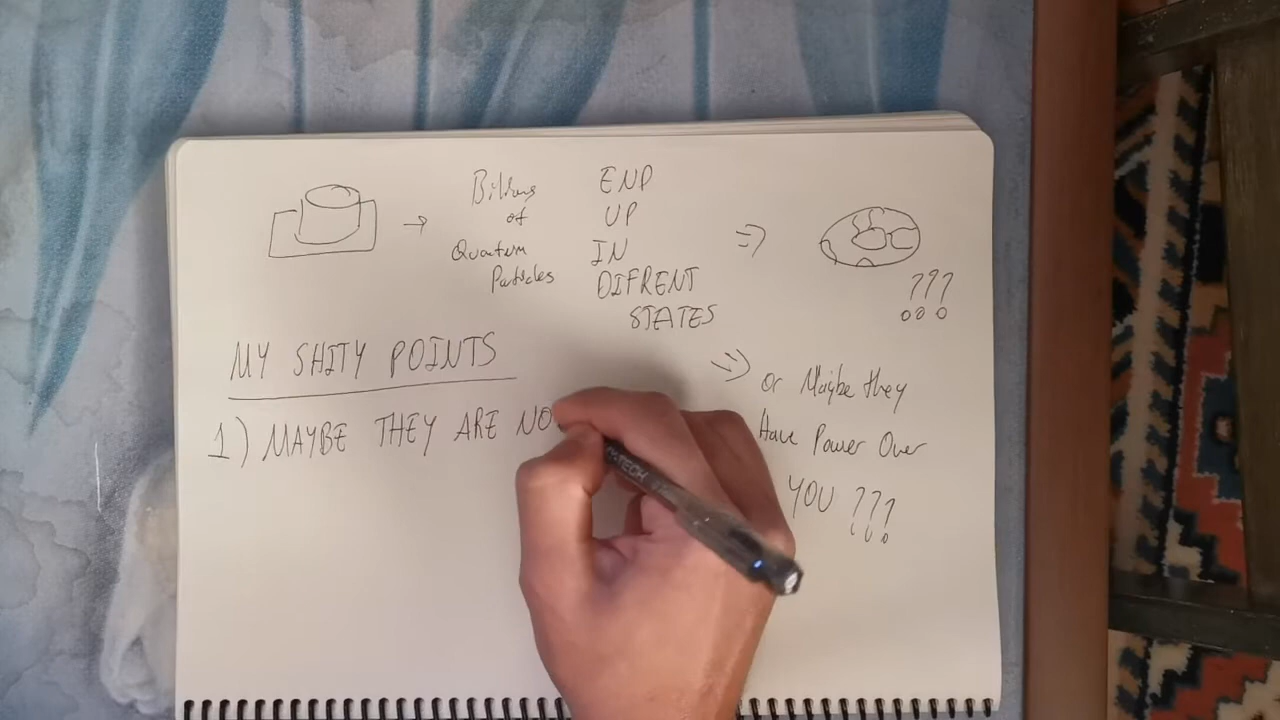 Billions
of
Quantum
Particles
END
UP
IN
DIFRENT
STATES
???
MY SHITY POINTS
1) MAYBE THEY ARE NO
or Maybe they
Have Power Over
YOU ???